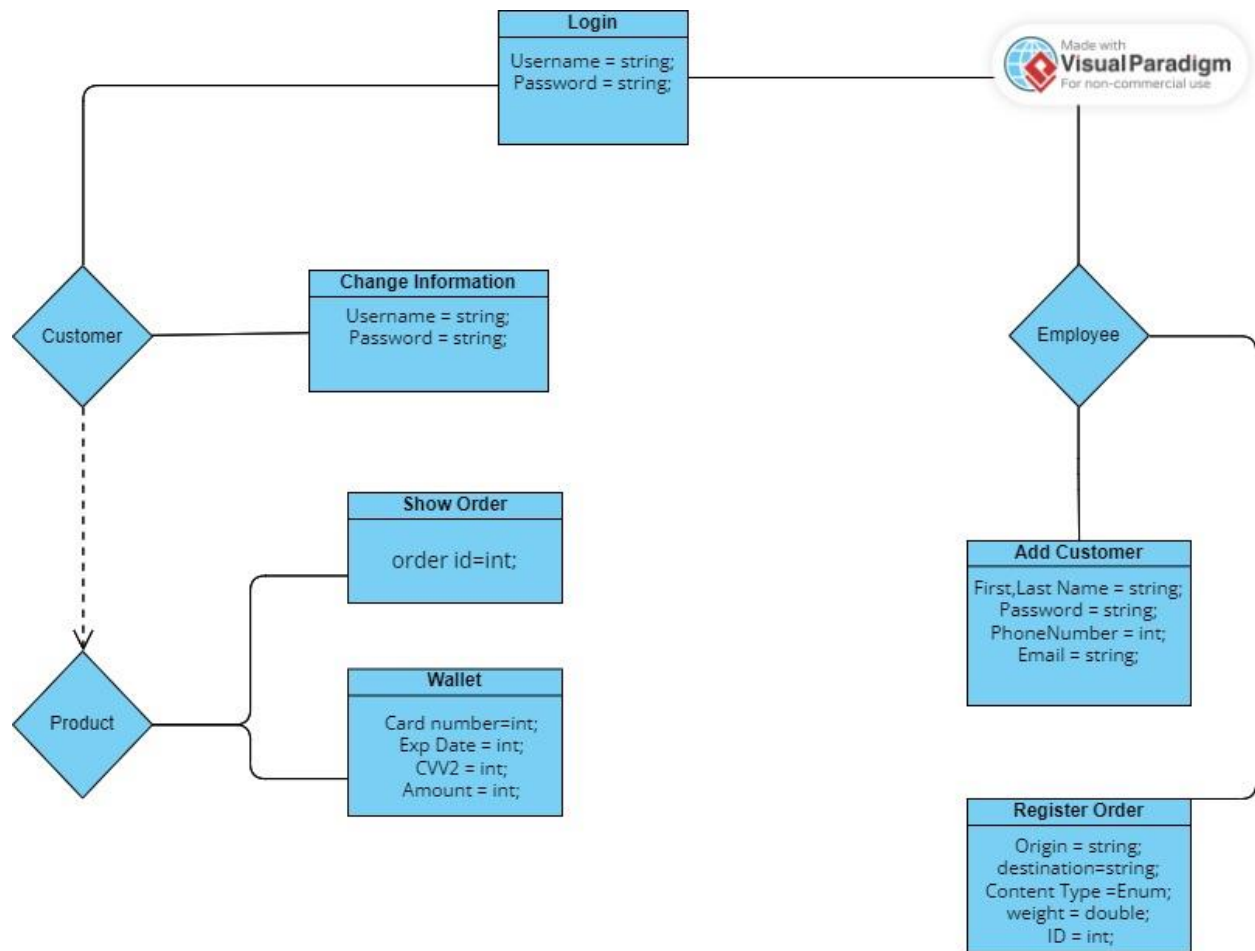 Login
Username = string;
Password = string;
Made with
Visual Paradigm
For non-commercial use
Customer
Change Information
Username = string;
Password = string;
Employee
Show Order
order id=int;
Add Customer
First,Last Name = string;
Password = string;
PhoneNumber = int;
Email = string;
Product
Wallet
Card number=int;
Exp Date = int;
CVV2 = int;
Amount = int;
Register Order
Origin = string;
destination=string;
Content Type =Enum;
weight = double;
ID = int;